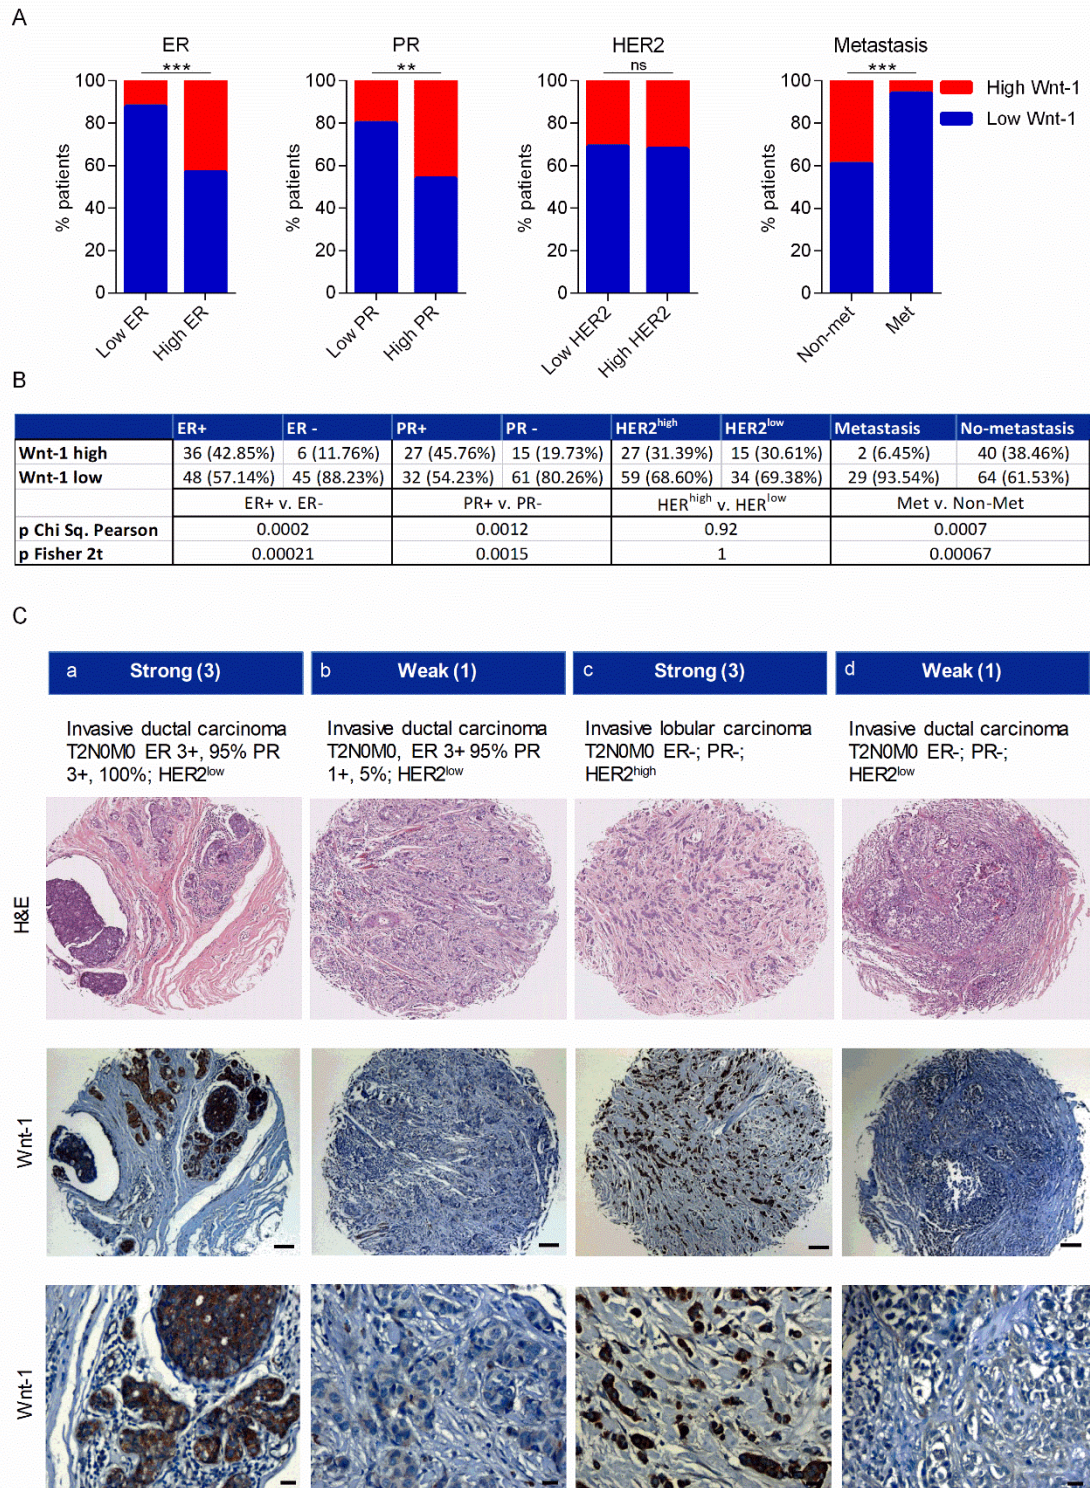 A
ER
PR
HER2
Metastasis
***
**
ns
***
High Wnt-1
Low Wnt-1
% patients
100
80
60
40
20
0
Low ER
High ER
% patients
100
80
60
40
20
0
Low PR
High PR
% patients
100
80
60
40
20
0
Low HER2
High HER2
% patients
100
80
60
40
20
0
Non-met
Met
B
ER+ ER - PR+ PR - HER2high HER2low Metastasis No-metastasis
Wnt-1 high 36 (42.85%) 6 (11.76%) 27 (45.76%) 15 (19.73%) 27 (31.39%) 15 (30.61%) 2 (6.45%) 40 (38.46%)
Wnt-1 low 48 (57.14%) 45 (88.23%) 32 (54.23%) 61 (80.26%) 59 (68.60%) 34 (69.38%) 29 (93.54%) 64 (61.53%)
ER+ v. ER- PR+ v. PR- HERhigh v. HERlow Met v. Non-Met
p Chi Sq. Pearson 0.0002 0.0012 0.92 0.0007
p Fisher 2t 0.00021 0.0015 1 0.00067
C
a Strong (3)
b Weak (1)
c Strong (3)
d Weak (1)
Invasive ductal carcinoma
T2N0M0 ER 3+, 95% PR
3+, 100%; HER2low
Invasive ductal carcinoma
T2N0M0, ER 3+ 95% PR
1+, 5%; HER2low
Invasive lobular carcinoma
T2N0M0 ER-; PR-;
HER2high
Invasive ductal carcinoma
T2N0M0 ER-; PR-;
HER2low
H&E
Wnt-1
Wnt-1